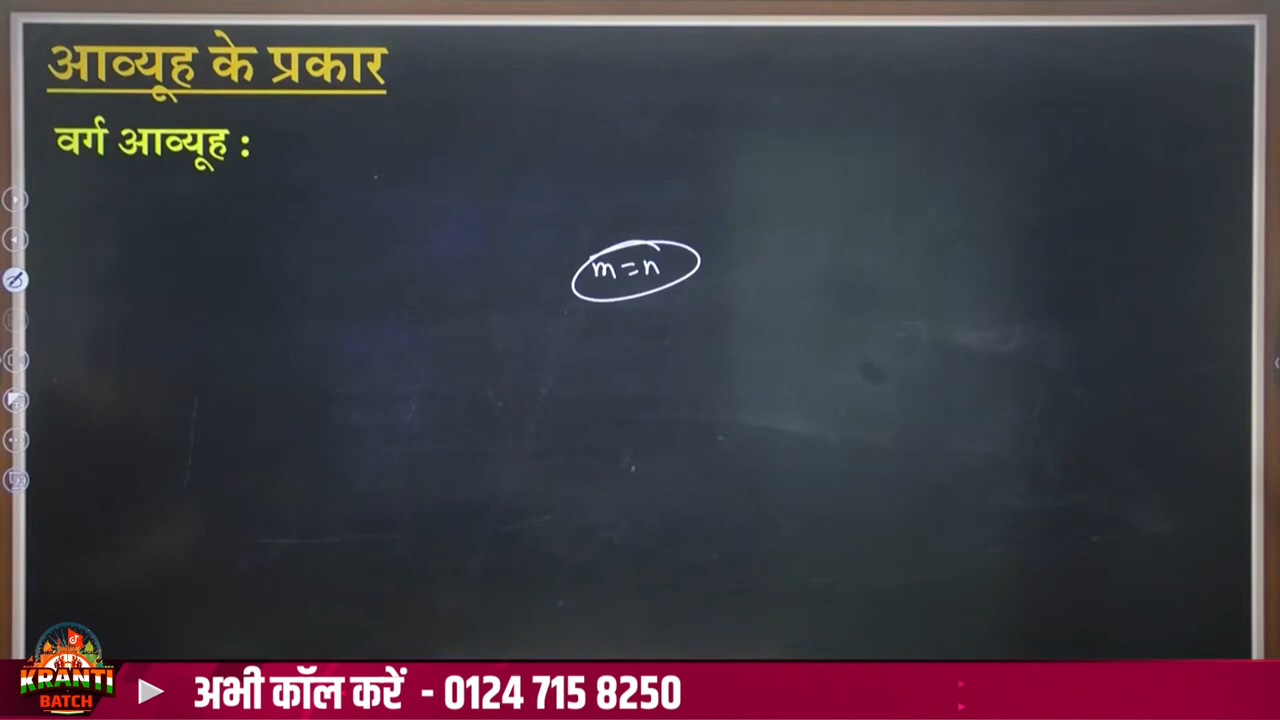 आव्यूह के प्रकार
वर्ग आव्यूह :
m = n
KRANTI
BATCH
अभी कॉल करें - 0124 715 8250